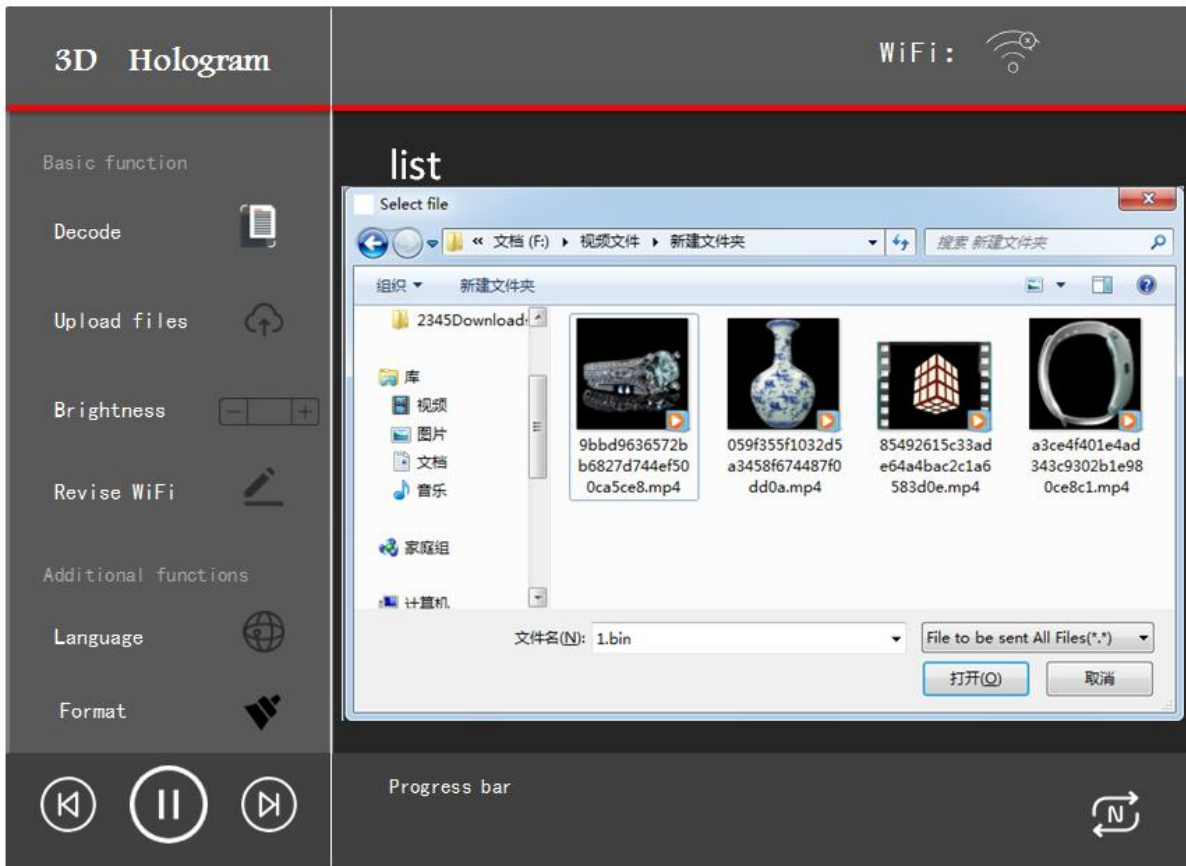 3D Hologram
WiFi:
Basic function
Decode
Upload files
Brightness
Revise WiFi
Additional functions
Language
Format
list
Select file
« 文档 (F:) ▸ 视频文件 ▸ 新建文件夹
搜索 新建文件夹
组织
新建文件夹
2345Download
库
视频
图片
文档
音乐
家庭组
计算机
9bbd9636572b
b6827d744ef50
0ca5ce8.mp4
059f355f1032d5
a3458f674487f0
dd0a.mp4
85492615c33ad
e64a4bac2c1a6
583d0e.mp4
a3ce4f401e4ad
343c9302b1e98
0ce8c1.mp4
文件名(N): 1.bin
File to be sent All Files(*.*)
打开(O)
取消
Progress bar
N